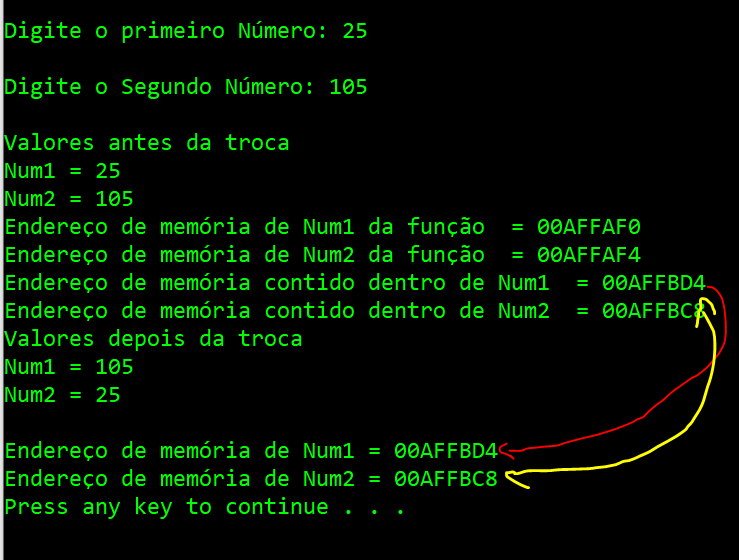 Digite o primeiro Número: 25
Digite o Segundo Número: 105
Valores antes da troca
Num1 = 25
Num2 = 105
Endereço de memória de Num1 da função  = 00AFFAF0
Endereço de memória de Num2 da função  = 00AFFAF4
Endereço de memória contido dentro de Num1  = 00AFFBD4
Endereço de memória contido dentro de Num2  = 00AFFBC8
Valores depois da troca
Num1 = 105
Num2 = 25
Endereço de memória de Num1 = 00AFFBD4
Endereço de memória de Num2 = 00AFFBC8
Press any key to continue . . .